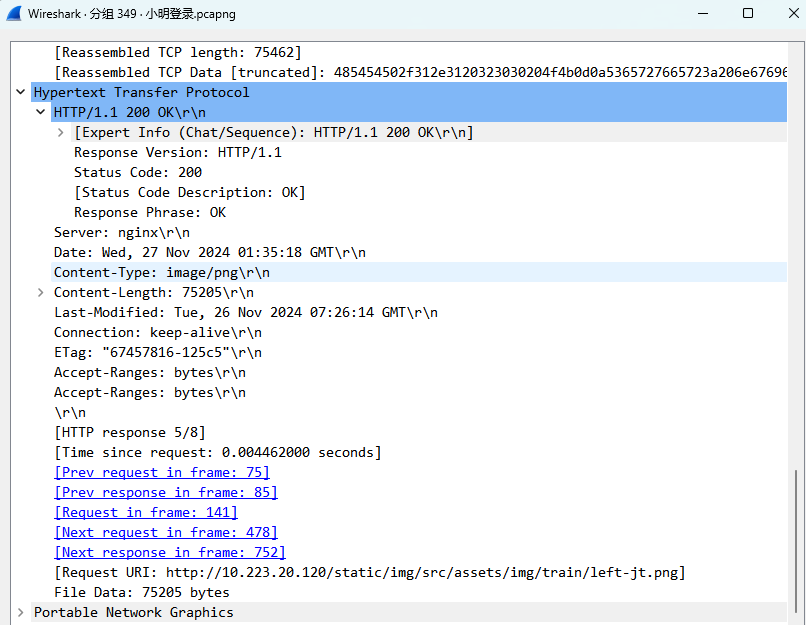 Wireshark · 分组 349 · 小明登录.pcapng
[Reassembled TCP length: 75462]
[Reassembled TCP Data [truncated]: 485454502f312e3120323030204f4b0d0a5365727665723a206e67696
Hypertext Transfer Protocol
HTTP/1.1 200 OK\r\n
[Expert Info (Chat/Sequence): HTTP/1.1 200 OK\r\n]
Response Version: HTTP/1.1
Status Code: 200
[Status Code Description: OK]
Response Phrase: OK
Server: nginx\r\n
Date: Wed, 27 Nov 2024 01:35:18 GMT\r\n
Content-Type: image/png\r\n
Content-Length: 75205\r\n
Last-Modified: Tue, 26 Nov 2024 07:26:14 GMT\r\n
Connection: keep-alive\r\n
ETag: "67457816-125c5"\r\n
Accept-Ranges: bytes\r\n
Accept-Ranges: bytes\r\n
\r\n
[HTTP response 5/8]
[Time since request: 0.004462000 seconds]
[Prev request in frame: 75]
[Prev response in frame: 85]
[Request in frame: 141]
[Next request in frame: 478]
[Next response in frame: 752]
[Request URI: http://10.223.20.120/static/img/src/assets/img/train/left-jt.png]
File Data: 75205 bytes
Portable Network Graphics